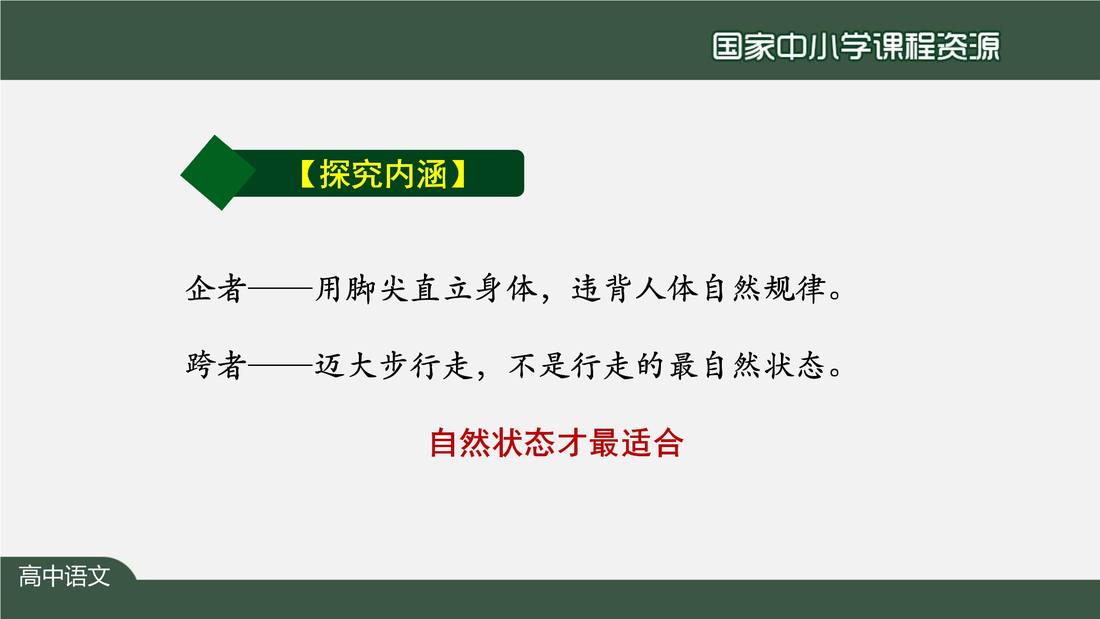 国家中小学课程资源
【探究内涵】
企者——用脚尖直立身体，违背人体自然规律。
跨者——迈大步行走，不是行走的最自然状态。
自然状态才最适合
高中语文